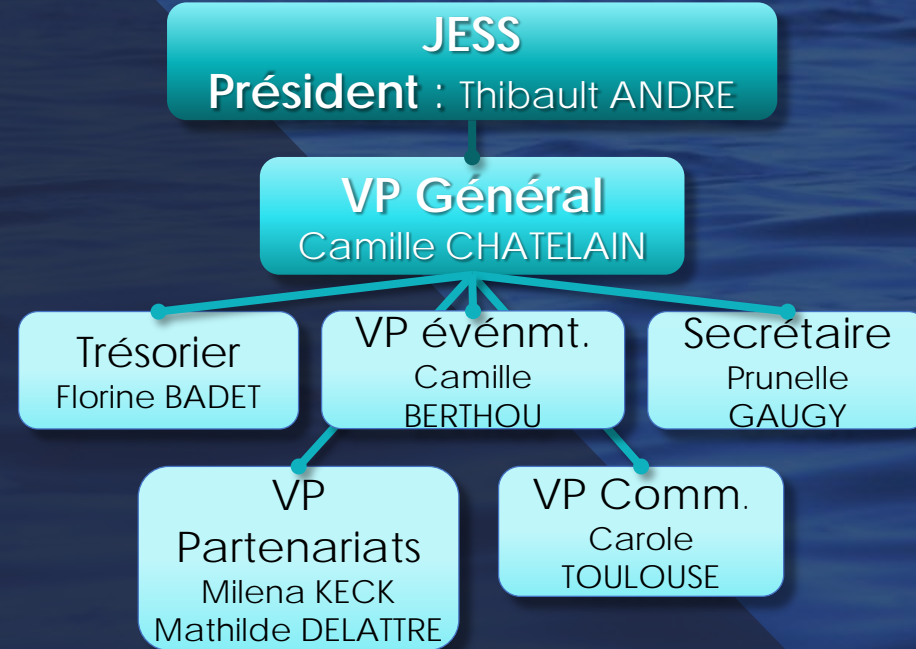 JESS
Président : Thibault ANDRE
VP Général
Camille CHATELAIN
Trésorier
Florine BADET
VP événmt.
Camille
BERTHOU
Secrétaire
Prunelle
GAUGY
VP
Partenariats
Milena KECK
Mathilde DELATTRE
VP Comm.
Carole
TOULOUSE